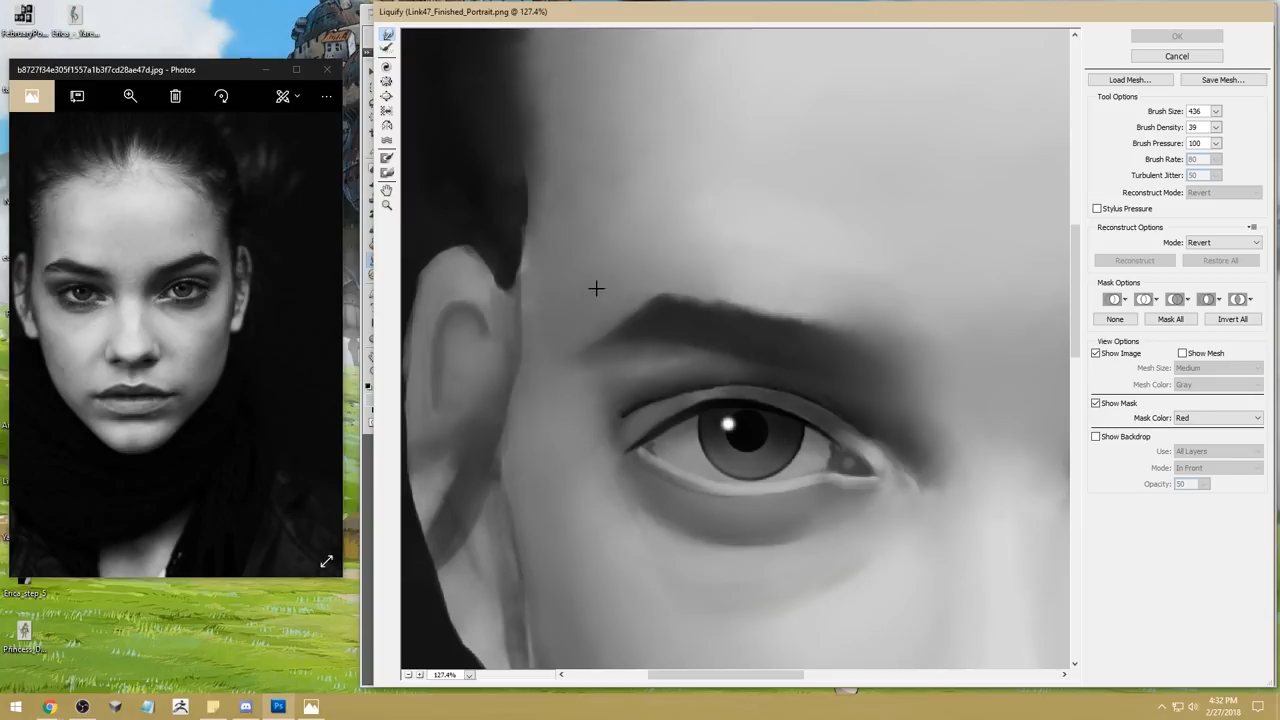 Liquify (Link47_Finished_Portrait.png @ 127.4%)
b8727f34e305f1557a1b3f7cd28ae47d.jpg - Photos
OK
Cancel
Load Mesh...
Save Mesh...
Tool Options
Brush Size: 436
Brush Density: 39
Brush Pressure: 100
Brush Rate: 80
Turbulent Jitter: 50
Reconstruct Mode: Revert
Stylus Pressure
Reconstruct Options
Mode: Revert
Reconstruct
Restore All
Mask Options
None
Mask All
Invert All
View Options
Show Image
Show Mesh
Mesh Size: Medium
Mesh Color: Gray
Show Mask
Mask Color: Red
Show Backdrop
Use: All Layers
Mode: In Front
Opacity: 50
Erica_step_5
Princess_D...
127.4%
Ps
4:32 PM
2/27/2018